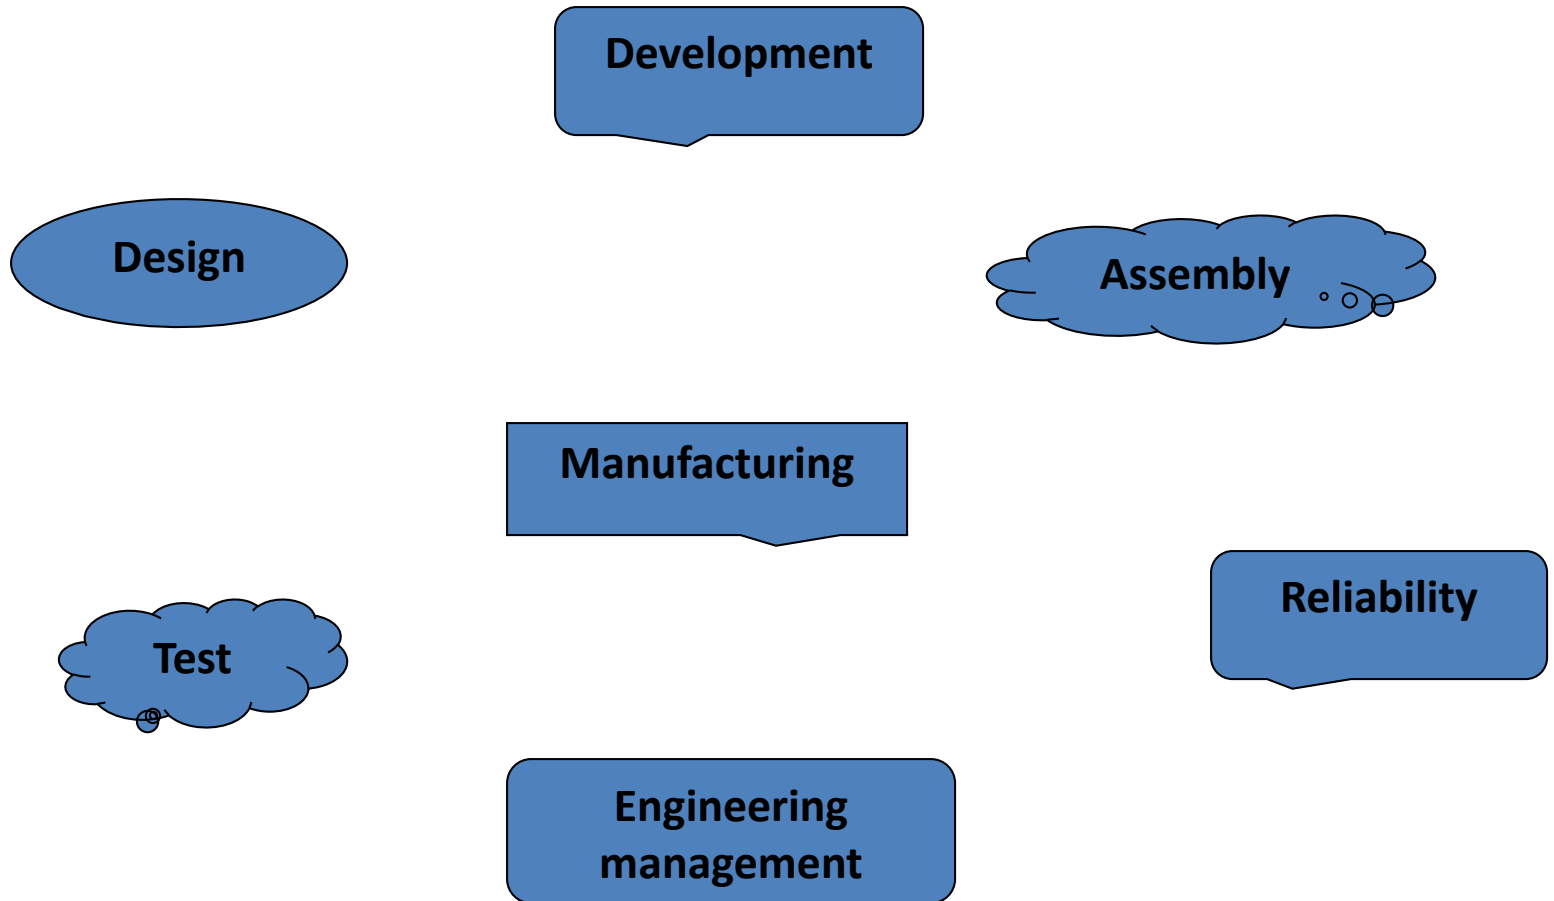 Development
Design
Assembly
Manufacturing
Reliability
Test
Engineering
management